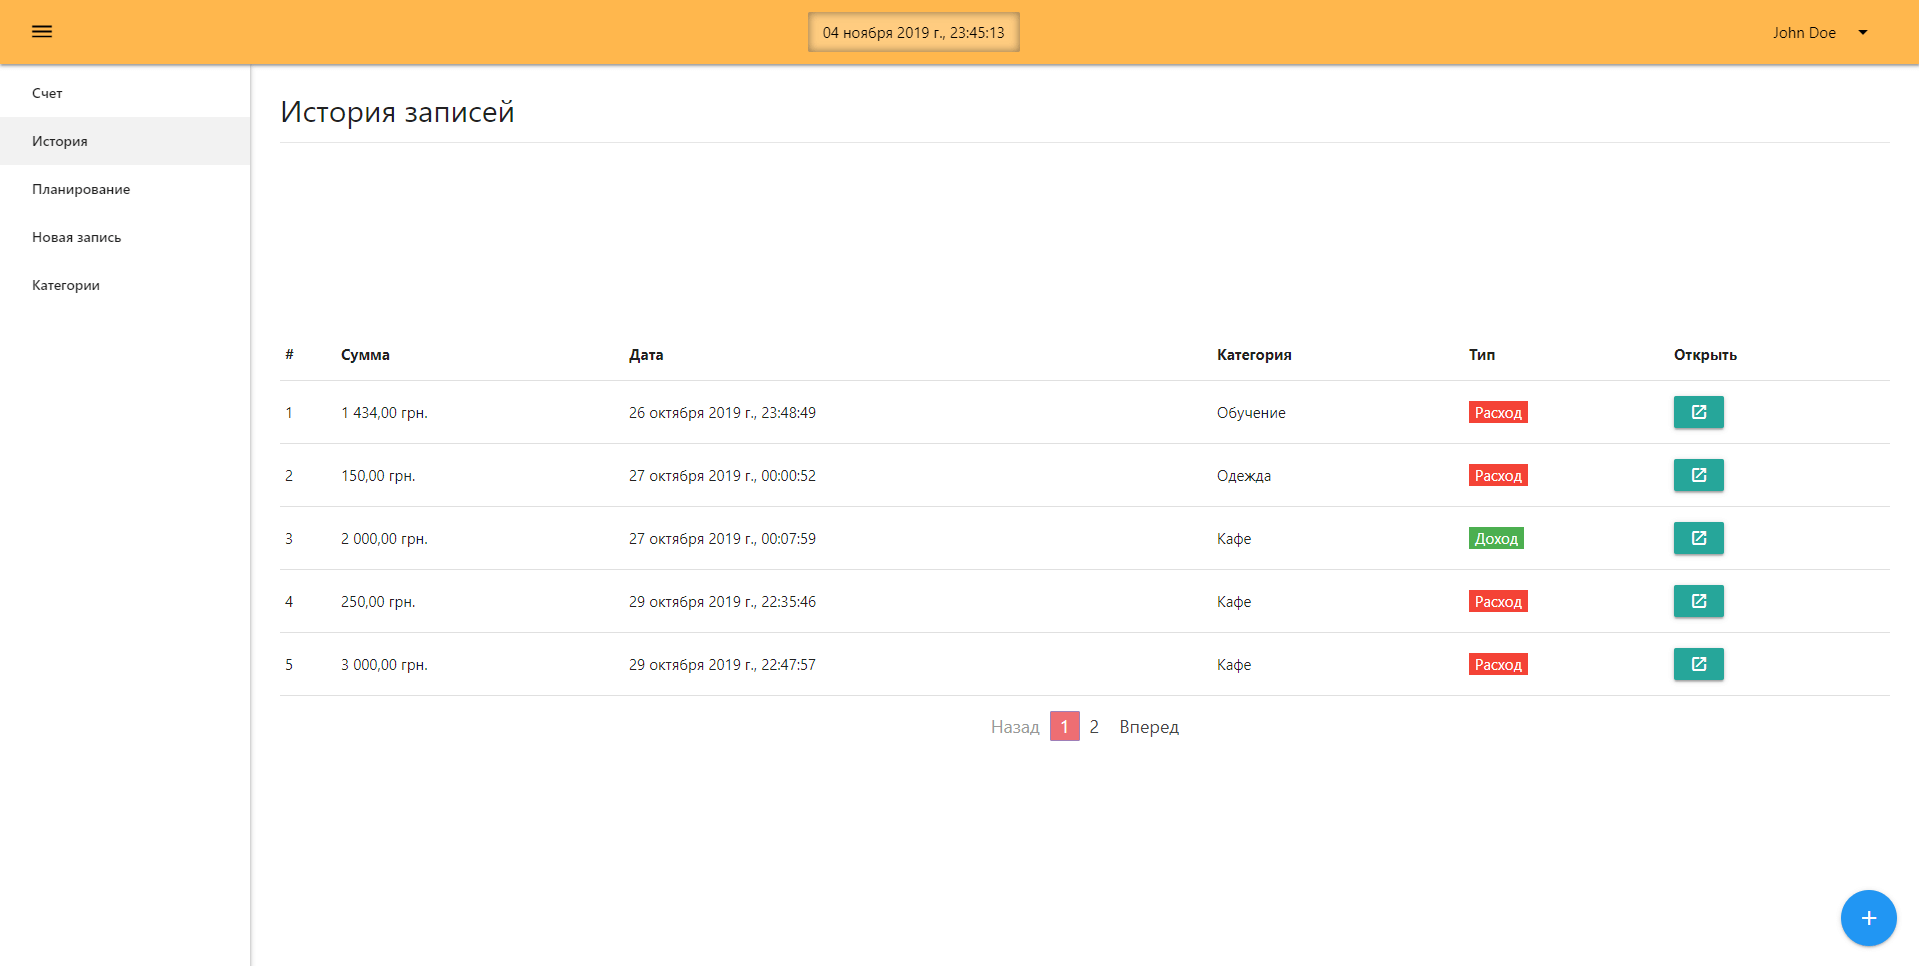 04 ноября 2019 г., 23:45:13
John Doe
Счет
История
Планирование
Новая запись
Категории
История записей
# Сумма Дата Категория Тип Открыть
1 1 434,00 грн. 26 октября 2019 г., 23:48:49 Обучение Расход
2 150,00 грн. 27 октября 2019 г., 00:00:52 Одежда Расход
3 2 000,00 грн. 27 октября 2019 г., 00:07:59 Кафе Доход
4 250,00 грн. 29 октября 2019 г., 22:35:46 Кафе Расход
5 3 000,00 грн. 29 октября 2019 г., 22:47:57 Кафе Расход
Назад 1 2 Вперед